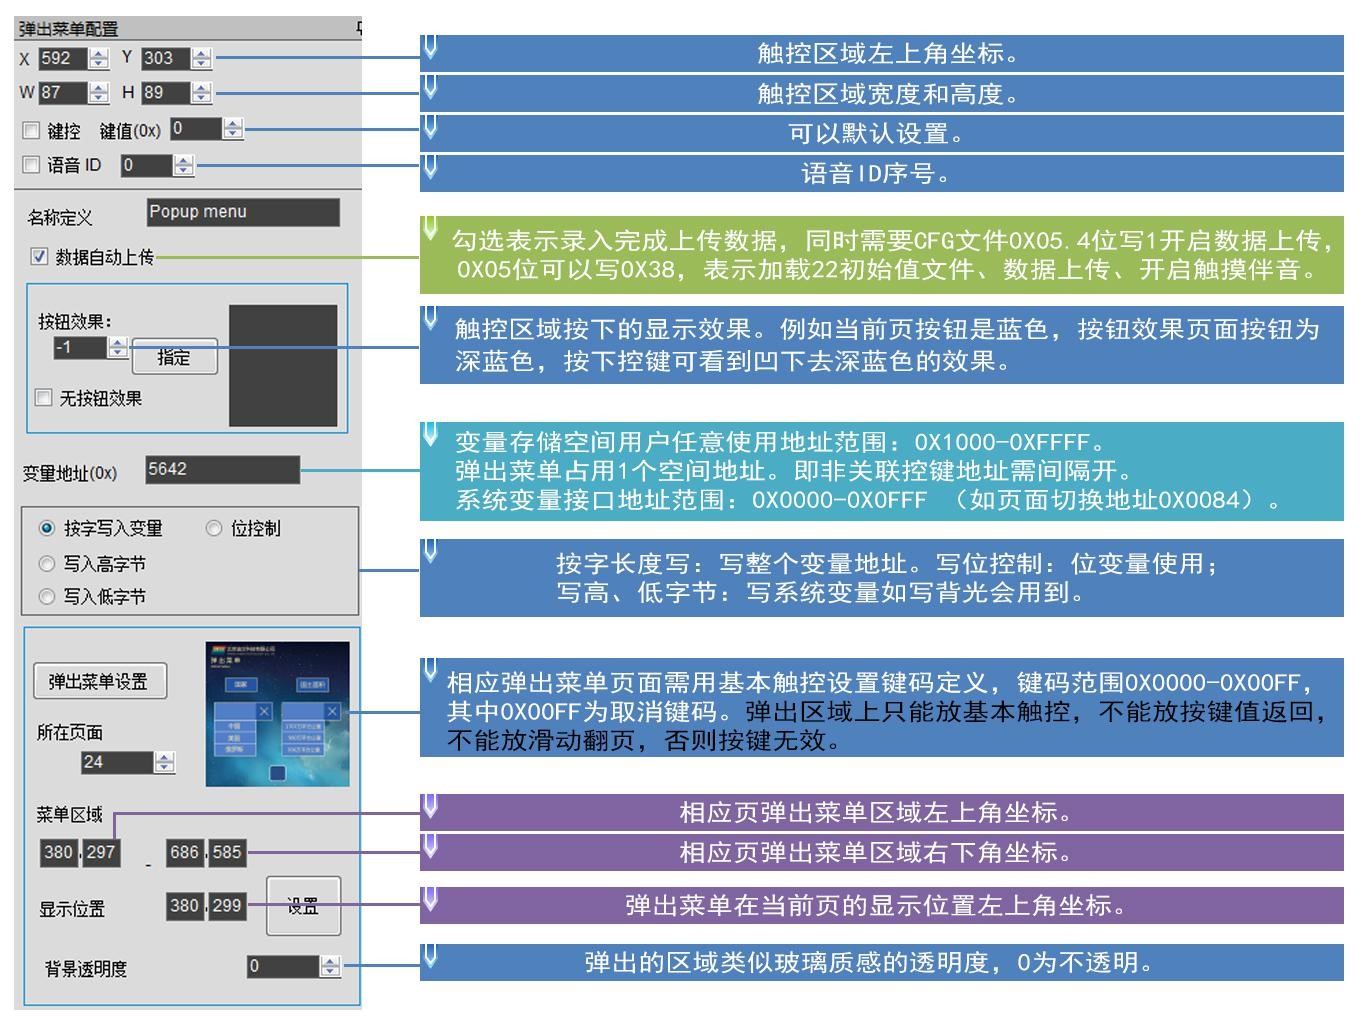 弹出菜单配置
X 592 Y 303
触控区域左上角坐标。
W 87 H 89
触控区域宽度和高度。
键控 键值(0x) 0
可以默认设置。
语音 ID 0
语音ID序号。
名称定义 Popup menu
数据自动上传
勾选表示录入完成上传数据，同时需要CFG文件0X05.4位写1开启数据上传，
0X05位可以写0X38，表示加载22初始值文件、数据上传、开启触摸伴音。
按钮效果：
-1 指定
无按钮效果
触控区域按下的显示效果。例如当前页按钮是蓝色，按钮效果页面按钮为
深蓝色，按下控键可看到凹下去深蓝色的效果。
变量地址(0x) 5642
变量存储空间用户任意使用地址范围：0X1000-0XFFFF。
弹出菜单占用1个空间地址。即非关联控键地址需间隔开。
系统变量接口地址范围：0X0000-0X0FFF （如页面切换地址0X0084）。
按字写入变量 位控制
写入高字节
写入低字节
按字长度写：写整个变量地址。写位控制：位变量使用；
写高、低字节：写系统变量如写背光会用到。
弹出菜单设置
所在页面
24
弹出菜单
国家
中国
美国
俄罗斯
相应弹出菜单页面需用基本触控设置键码定义，键码范围0X0000-0X00FF，
其中0X00FF为取消键码。弹出区域上只能放基本触控，不能放按键值返回，
不能放滑动翻页，否则按键无效。
菜单区域
380 , 297 - 686 , 585
相应页弹出菜单区域左上角坐标。
相应页弹出菜单区域右下角坐标。
显示位置 380 , 299 设置
弹出菜单在当前页的显示位置左上角坐标。
背景透明度 0
弹出的区域类似玻璃质感的透明度，0为不透明。